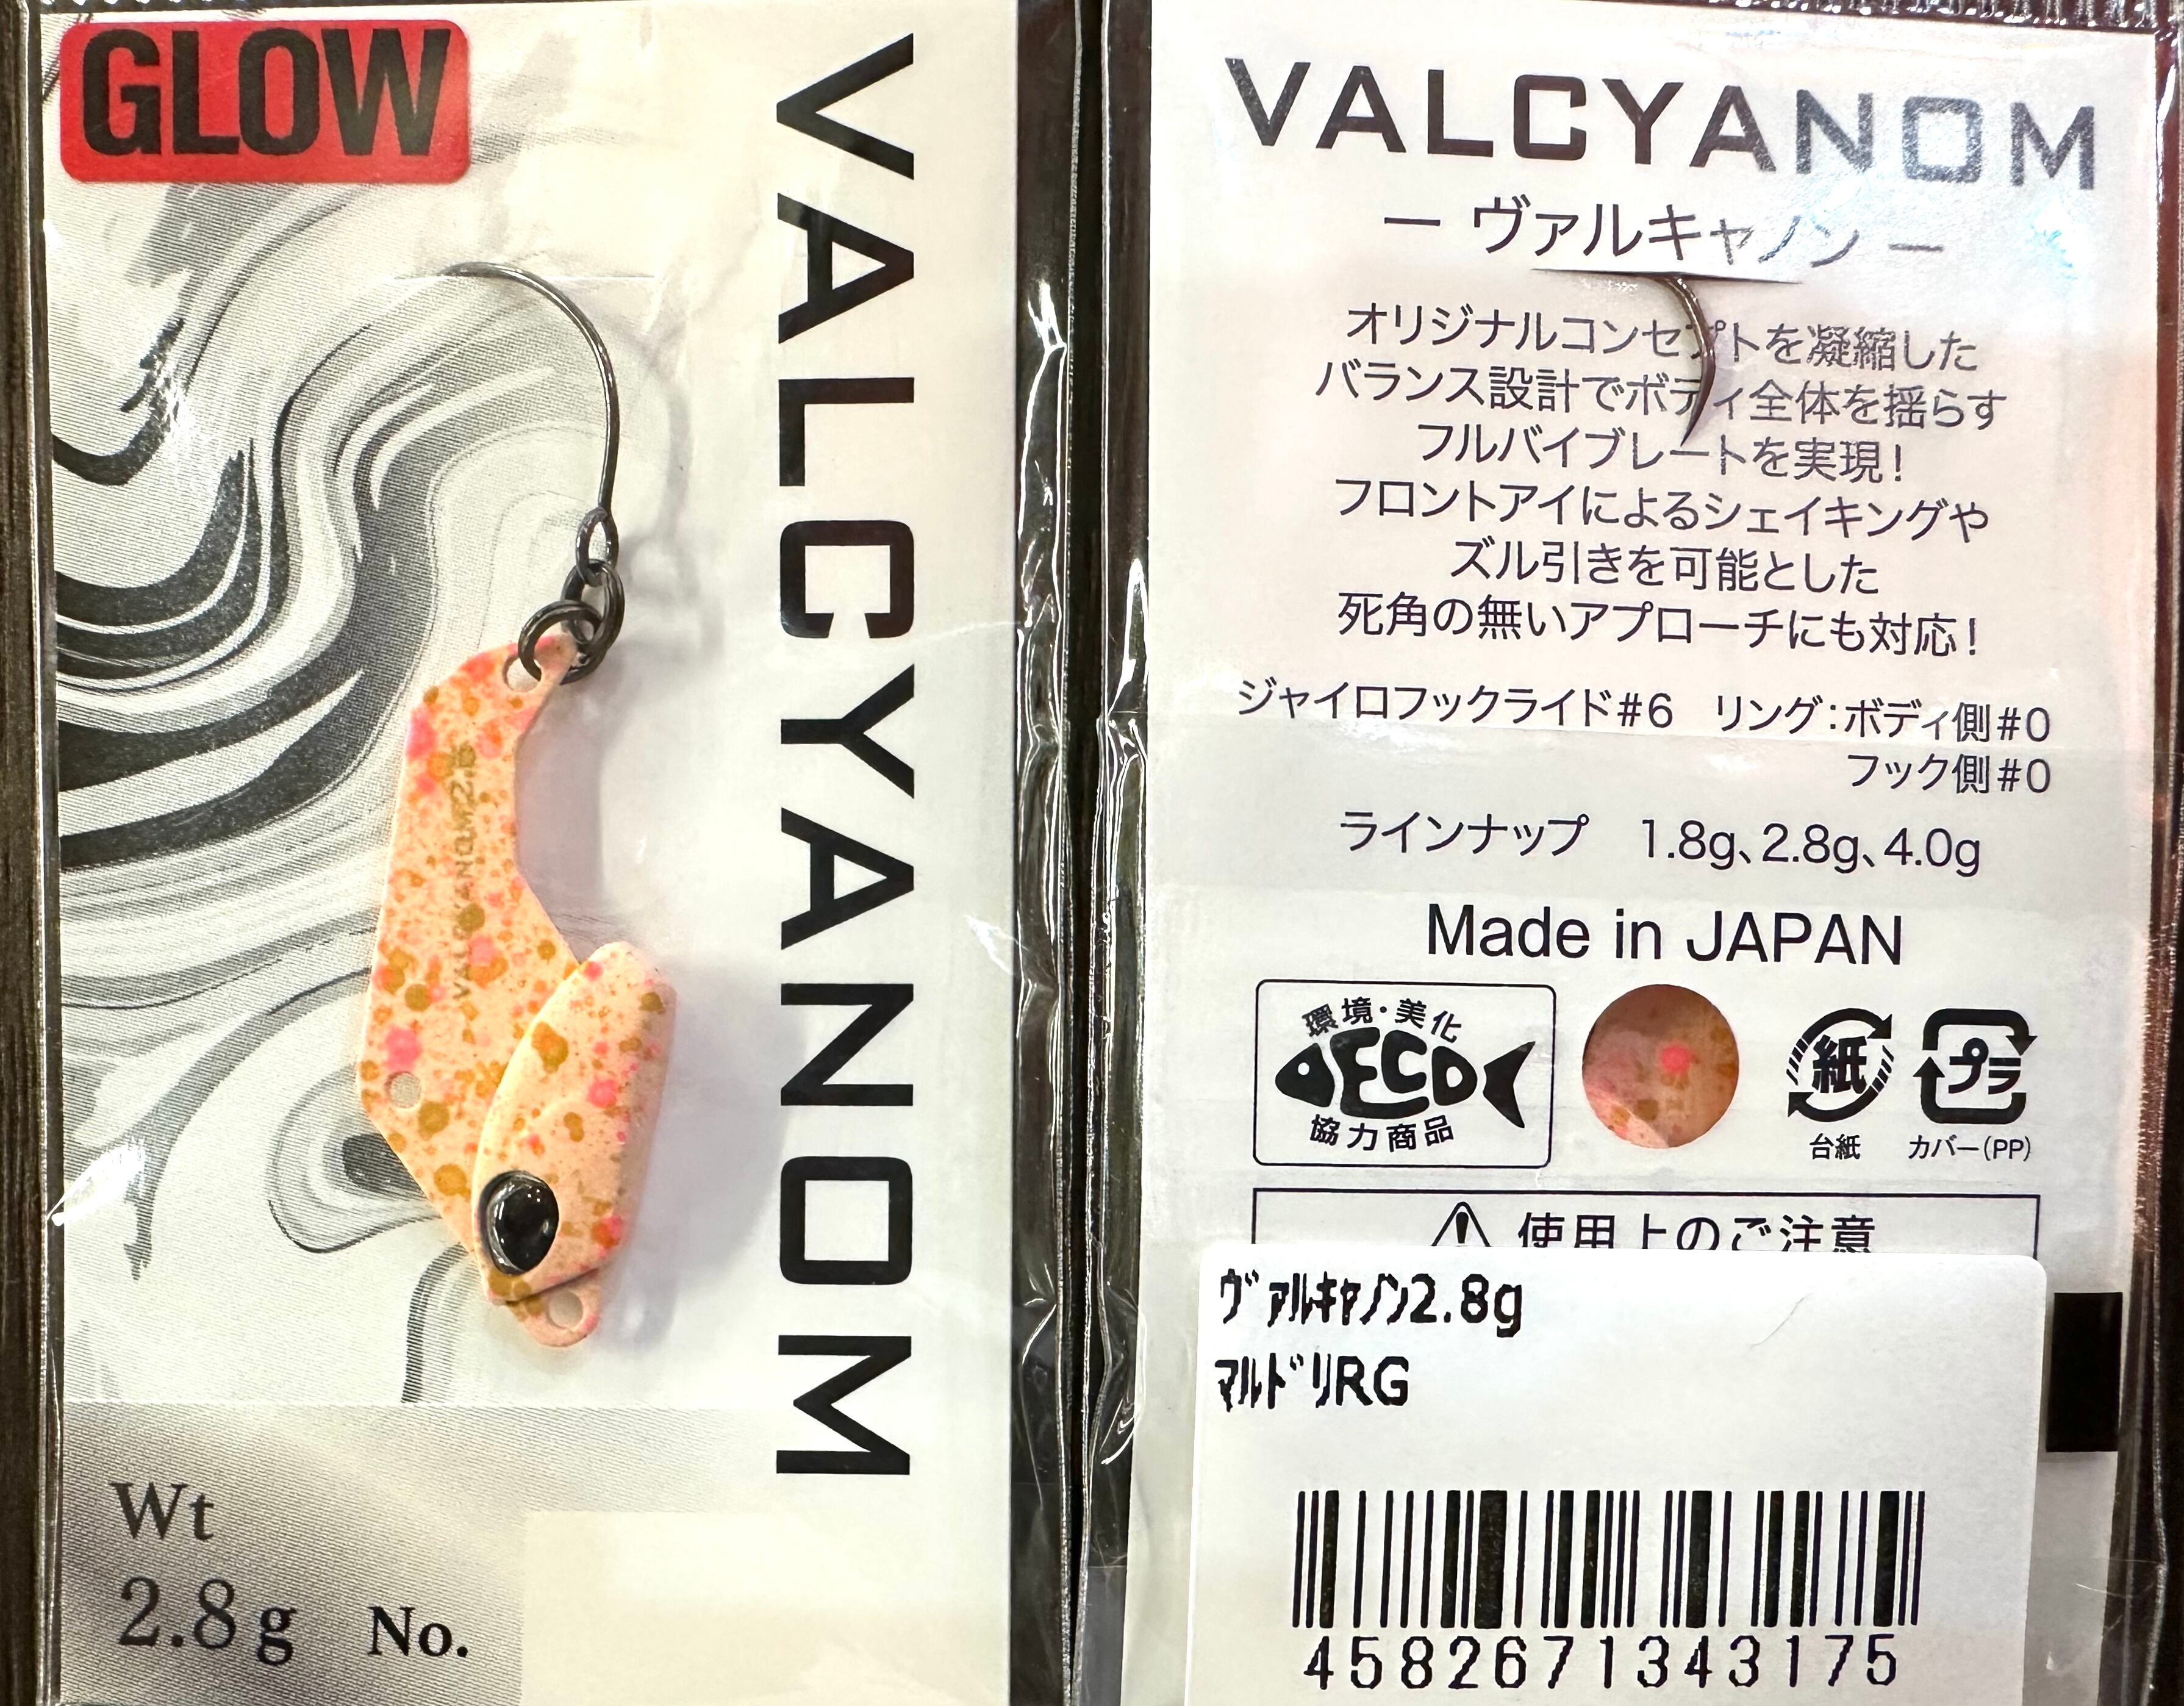 GLOW
VALCYANOM
VALCYANOM2.8
Wt
2.8g No.
VALCYANOM
ー ヴァルキャノン ー
オリジナルコンセプトを凝縮した
バランス設計でボディ全体を揺らす
フルバイブレートを実現!
フロントアイによるシェイキングや
ズル引きを可能とした
死角の無いアプローチにも対応!
ジャイロフックライド#6 リング:ボディ側#0
フック側#0
ラインナップ 1.8g、2.8g、4.0g
Made in JAPAN
環境・美化
ECO
協力商品
紙
台紙
プラ
カバー(PP)
使用上のご注意
ヴァルキャノン2.8g
マルドリRG
4582671343175